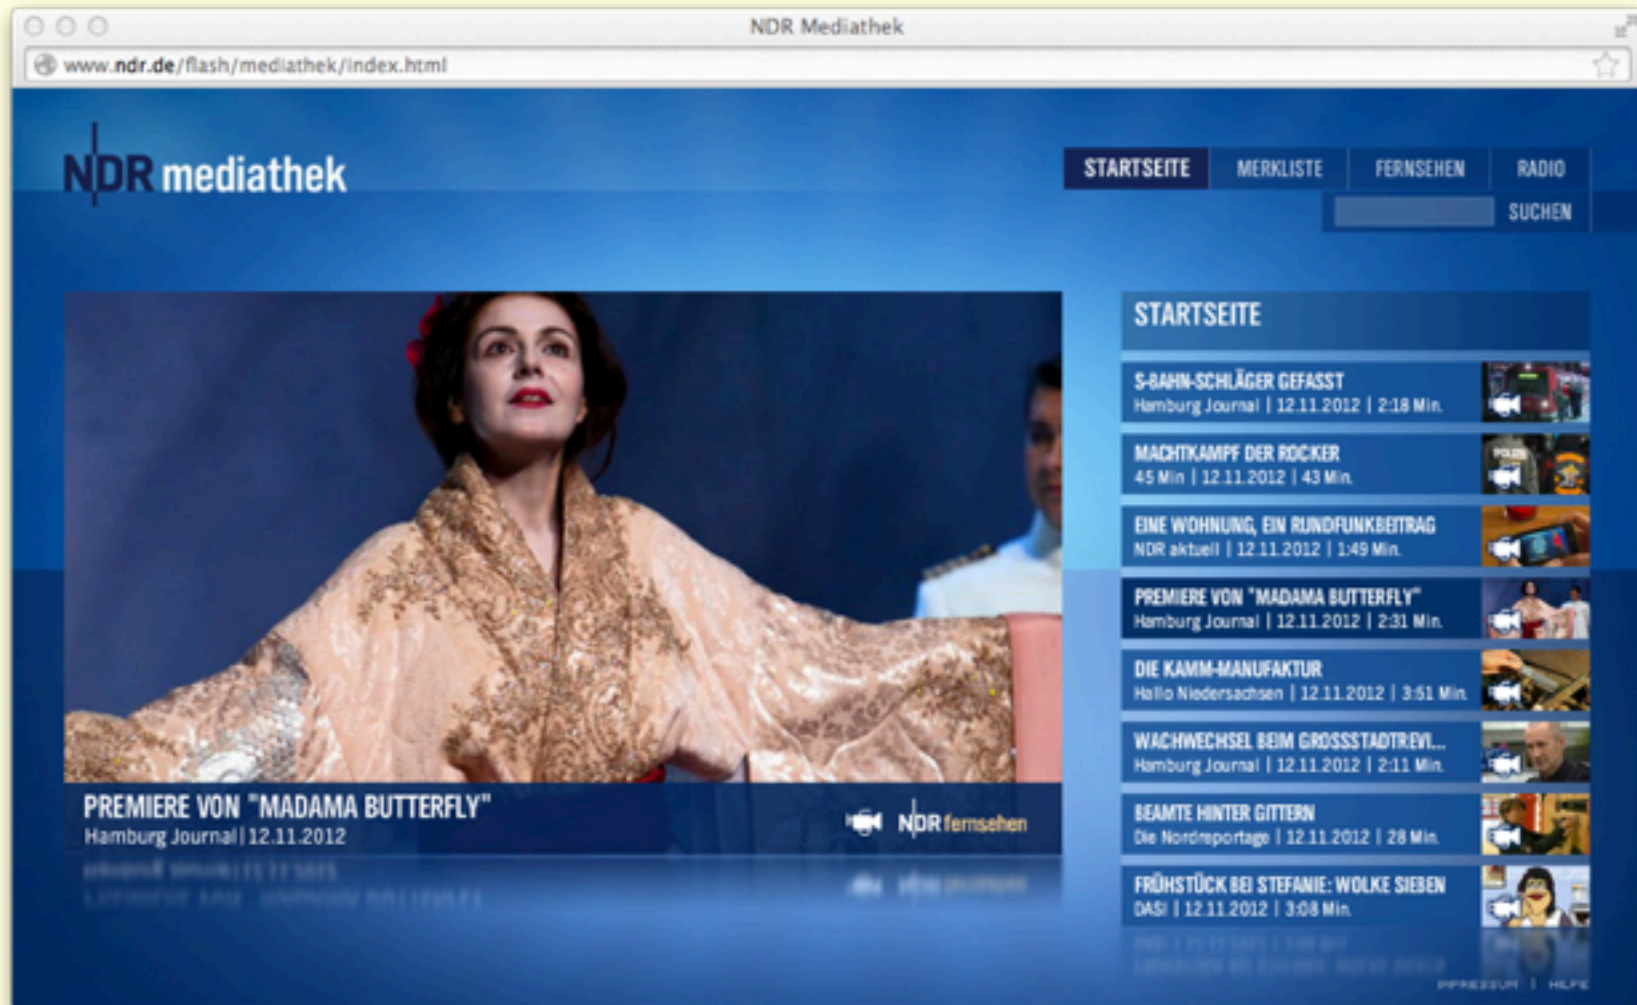 NDR Mediathek
www.ndr.de/flash/mediathek/index.html
NDR mediathek
STARTSEITE MERKLISTE FERNSEHEN RADIO
SUCHEN
STARTSEITE
S-BAHN-SCHLÄGER GEFASST
Hamburg Journal | 12.11.2012 | 2:18 Min.
MACHTKAMPF DER ROCKER
45 Min | 12.11.2012 | 43 Min.
EINE WOHNUNG, EIN RUNDFUNKBEITRAG
NDR aktuell | 12.11.2012 | 1:49 Min.
PREMIERE VON "MADAMA BUTTERFLY"
Hamburg Journal | 12.11.2012 | 2:31 Min.
DIE KAMM-MANUFAKTUR
Hallo Niedersachsen | 12.11.2012 | 3:51 Min.
WACHWECHSEL BEIM GROSSSTADTREVI...
Hamburg Journal | 12.11.2012 | 2:11 Min.
BEAMTE HINTER GITTERN
Die Nordreportage | 12.11.2012 | 28 Min.
FRÜHSTÜCK BEI STEFANIE: WOLKE SIEBEN
DAS! | 12.11.2012 | 3:08 Min.
PREMIERE VON "MADAMA BUTTERFLY"
Hamburg Journal | 12.11.2012
NDR fernsehen
IMPRESSUM | HILFE